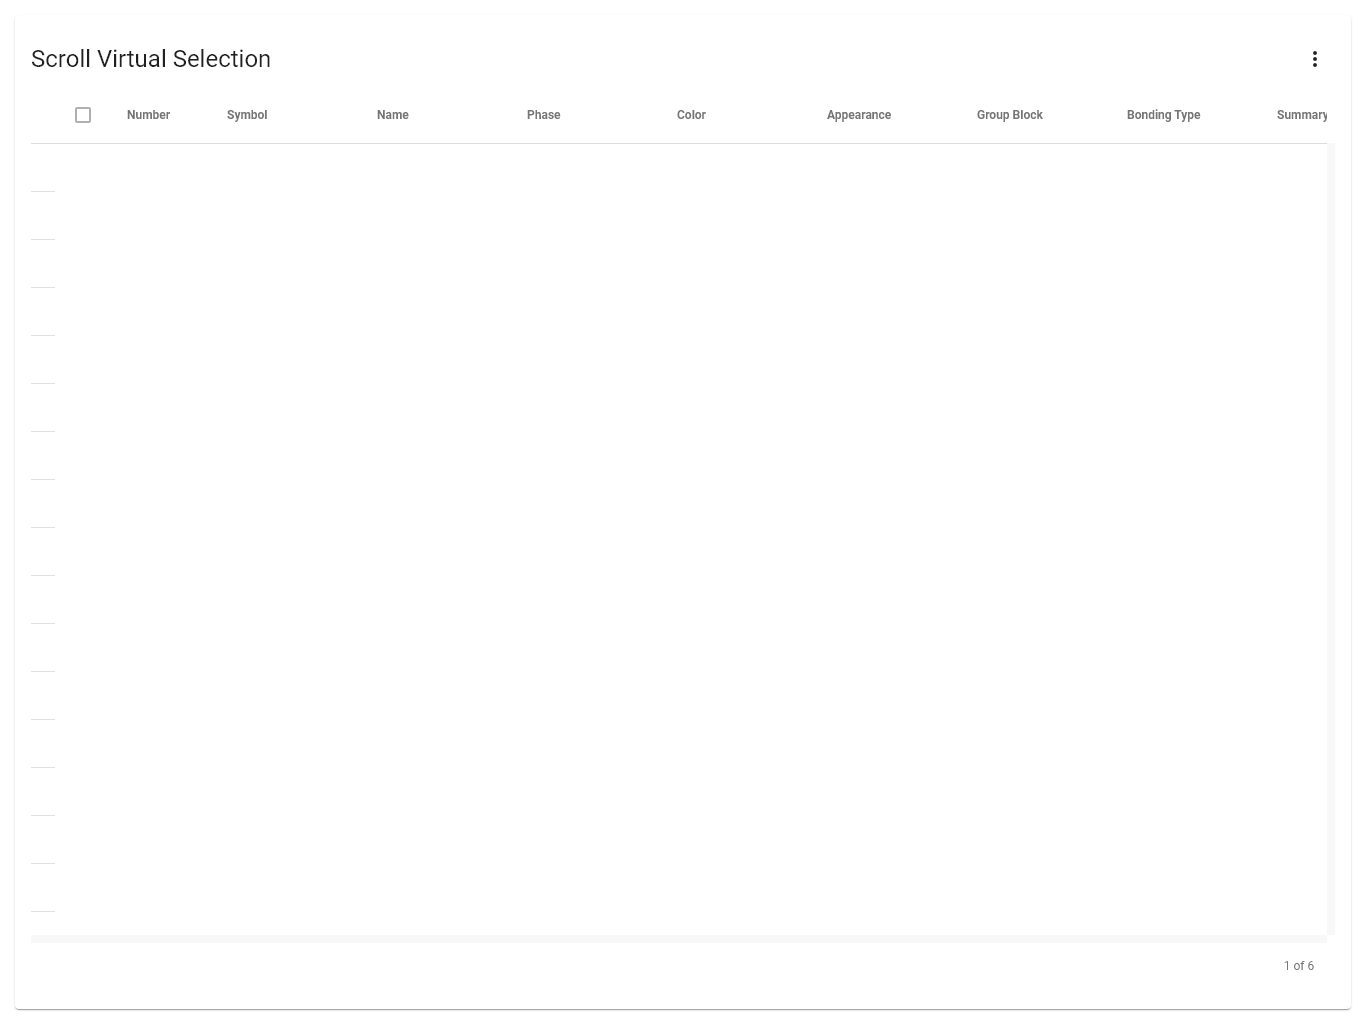 Scroll Virtual Selection
Number Symbol Name Phase Color Appearance Group Block Bonding Type Summary
1 of 6